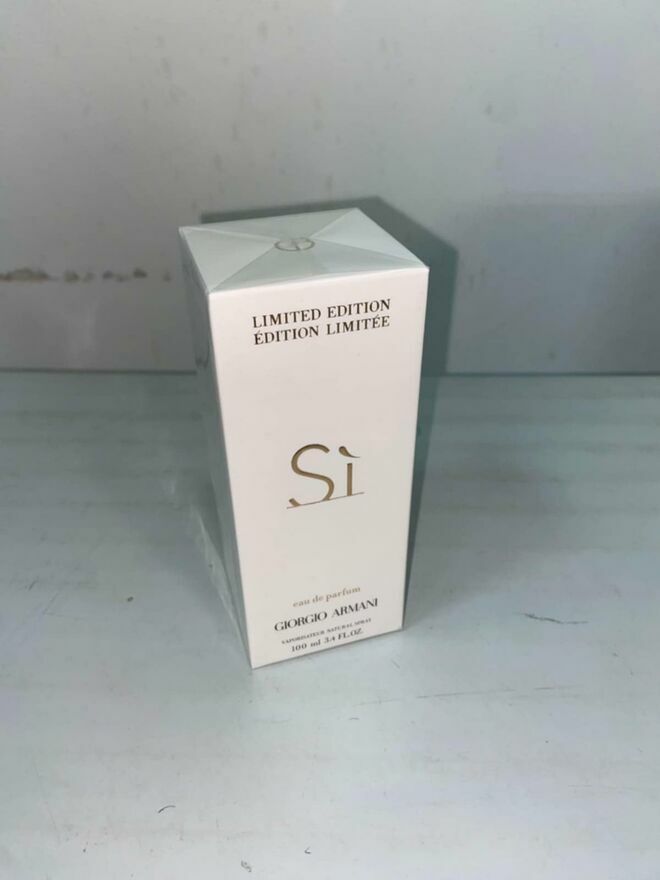 LIMITED EDITION
ÉDITION LIMITÉE
Sì
eau de parfum
GIORGIO ARMANI
VAPORISATEUR NATURAL SPRAY
100 ml 3.4 FL.OZ.